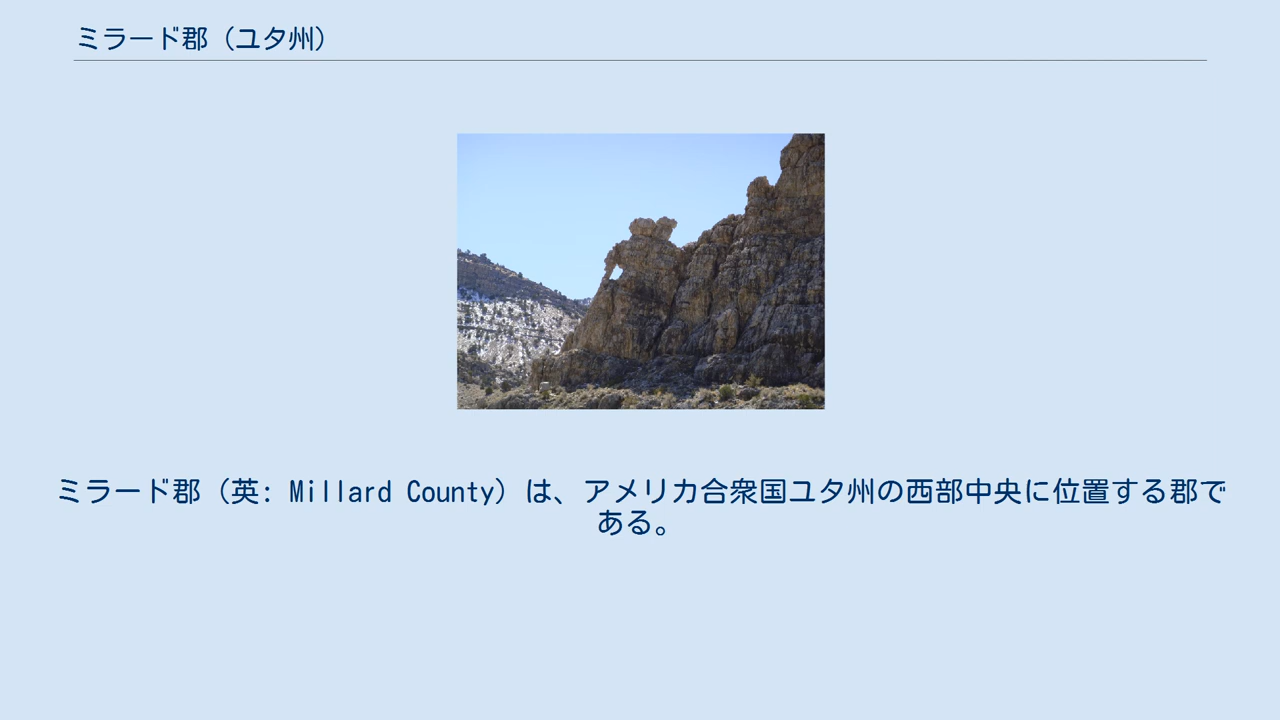 ミラード郡（ユタ州）
ミラード郡（英: Millard County）は、アメリカ合衆国ユタ州の西部中央に位置する郡で
ある。